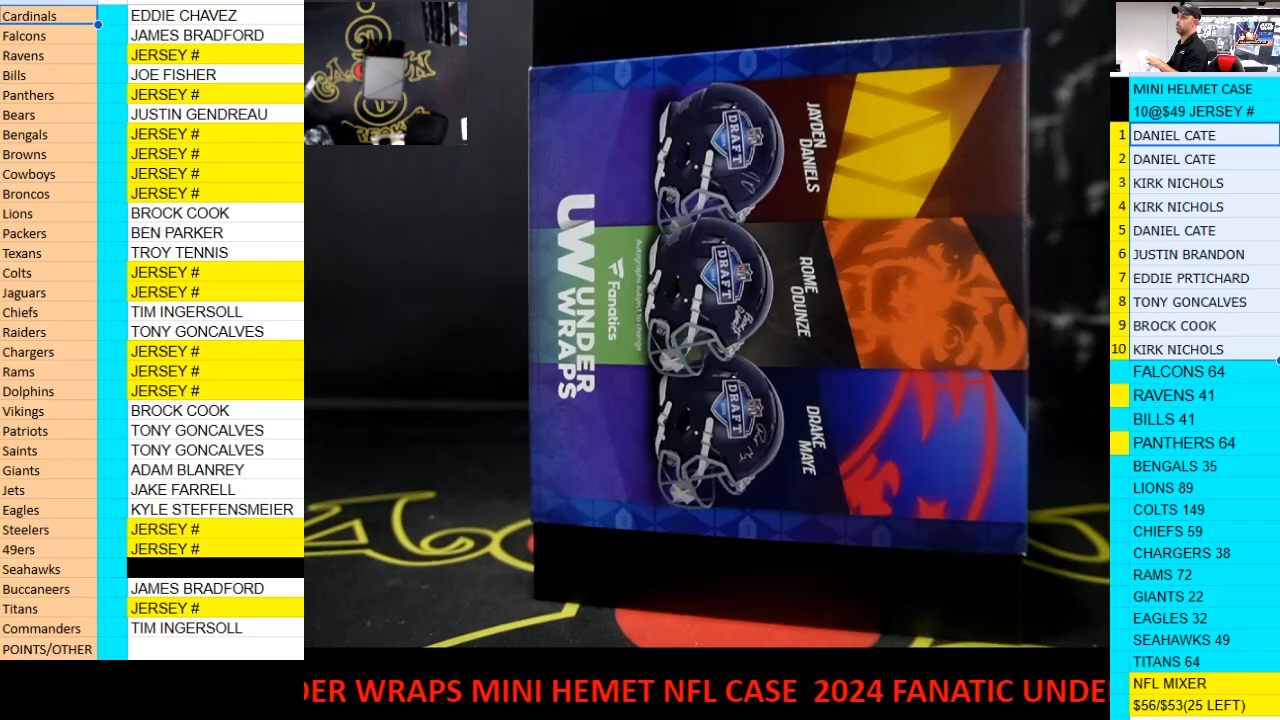 Cardinals EDDIE CHAVEZ
Falcons JAMES BRADFORD
Ravens JERSEY #
Bills JOE FISHER
Panthers JERSEY #
Bears JUSTIN GENDREAU
Bengals JERSEY #
Browns JERSEY #
Cowboys JERSEY #
Broncos JERSEY #
Lions BROCK COOK
Packers BEN PARKER
Texans TROY TENNIS
Colts JERSEY #
Jaguars JERSEY #
Chiefs TIM INGERSOLL
Raiders TONY GONCALVES
Chargers JERSEY #
Rams JERSEY #
Dolphins JERSEY #
Vikings BROCK COOK
Patriots TONY GONCALVES
Saints TONY GONCALVES
Giants ADAM BLANREY
Jets JAKE FARRELL
Eagles KYLE STEFFENSMEIER
Steelers JERSEY #
49ers JERSEY #
Seahawks
Buccaneers JAMES BRADFORD
Titans JERSEY #
Commanders TIM INGERSOLL
POINTS/OTHER
JAYDEN DANIELS
ROME ODUNZE
DRAKE MAYE
DRAFT
DRAFT
DRAFT
Autographs subject to change
Fanatics
UW UNDER WRAPS
MINI HELMET CASE
10@$49 JERSEY #
1 DANIEL CATE
2 DANIEL CATE
3 KIRK NICHOLS
4 KIRK NICHOLS
5 DANIEL CATE
6 JUSTIN BRANDON
7 EDDIE PRTICHARD
8 TONY GONCALVES
9 BROCK COOK
10 KIRK NICHOLS
FALCONS 64
RAVENS 41
BILLS 41
PANTHERS 64
BENGALS 35
LIONS 89
COLTS 149
CHIEFS 59
CHARGERS 38
RAMS 72
GIANTS 22
EAGLES 32
SEAHAWKS 49
TITANS 64
NFL MIXER
$56/$53(25 LEFT)
DER WRAPS MINI HEMET NFL CASE 2024 FANATIC UNDE